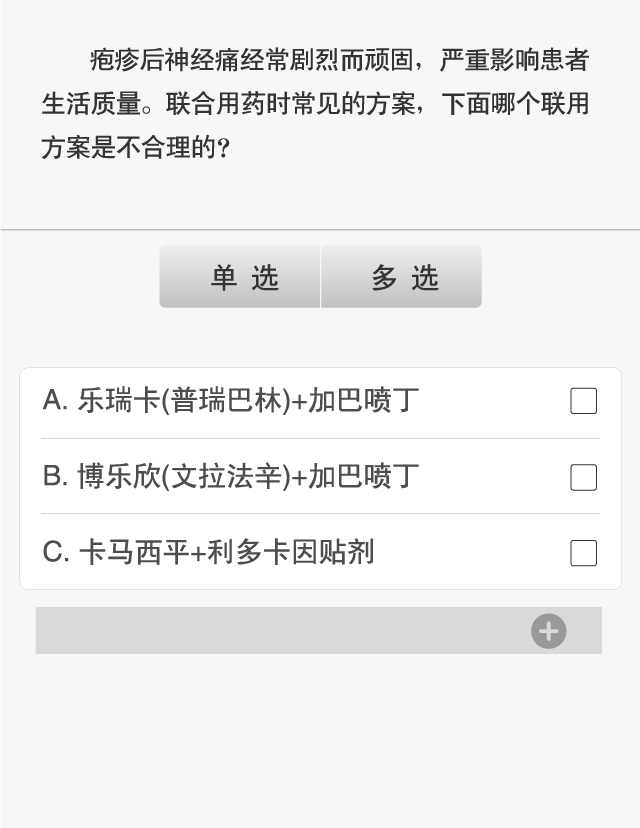 疱疹后神经痛经常剧烈而顽固，严重影响患者
生活质量。联合用药时常见的方案，下面哪个联用
方案是不合理的？
单 选
多 选
A. 乐瑞卡(普瑞巴林)+加巴喷丁
B. 博乐欣(文拉法辛)+加巴喷丁
C. 卡马西平+利多卡因贴剂